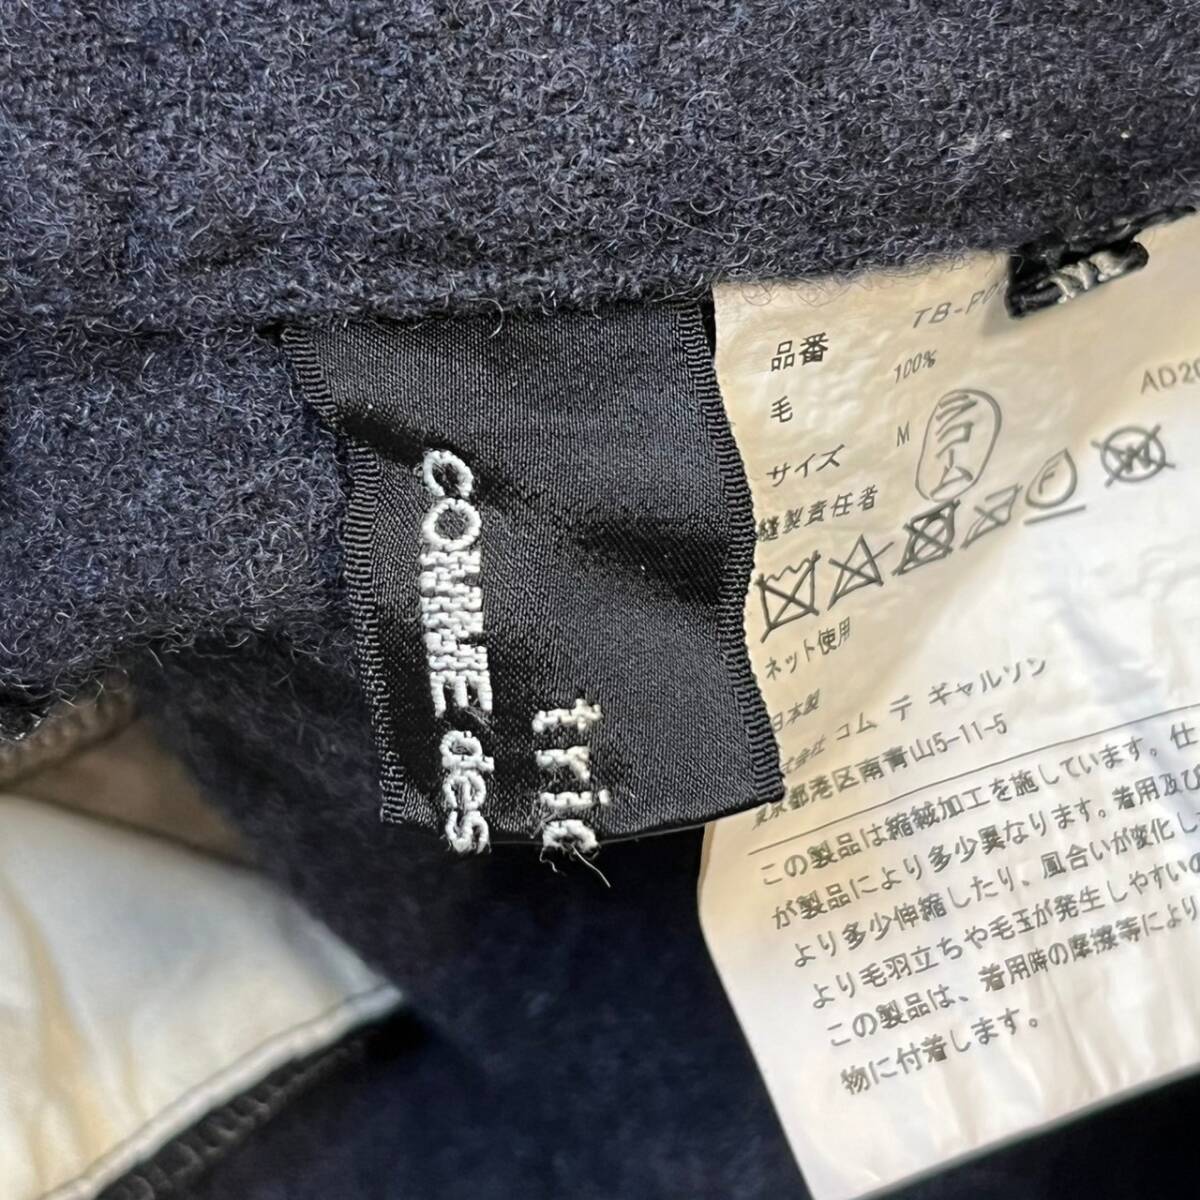 tric
COMME des
品番 TB-P0
毛 100%
AD20
サイズ M
縫製責任者 ラコーム
ネット使用
日本製
株式会社 コム デ ギャルソン
東京都港区南青山5-11-5
この製品は縮絨加工を施しています。仕
が製品により多少異なります。着用及び
より多少伸縮したり、風合いが変化し
より毛羽立ちや毛玉が発生しやすい
この製品は、着用時の摩擦等により
物に付着します。